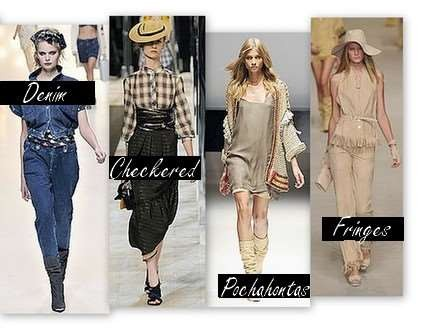 Denim
Checkered
Pochahontas
Fringes